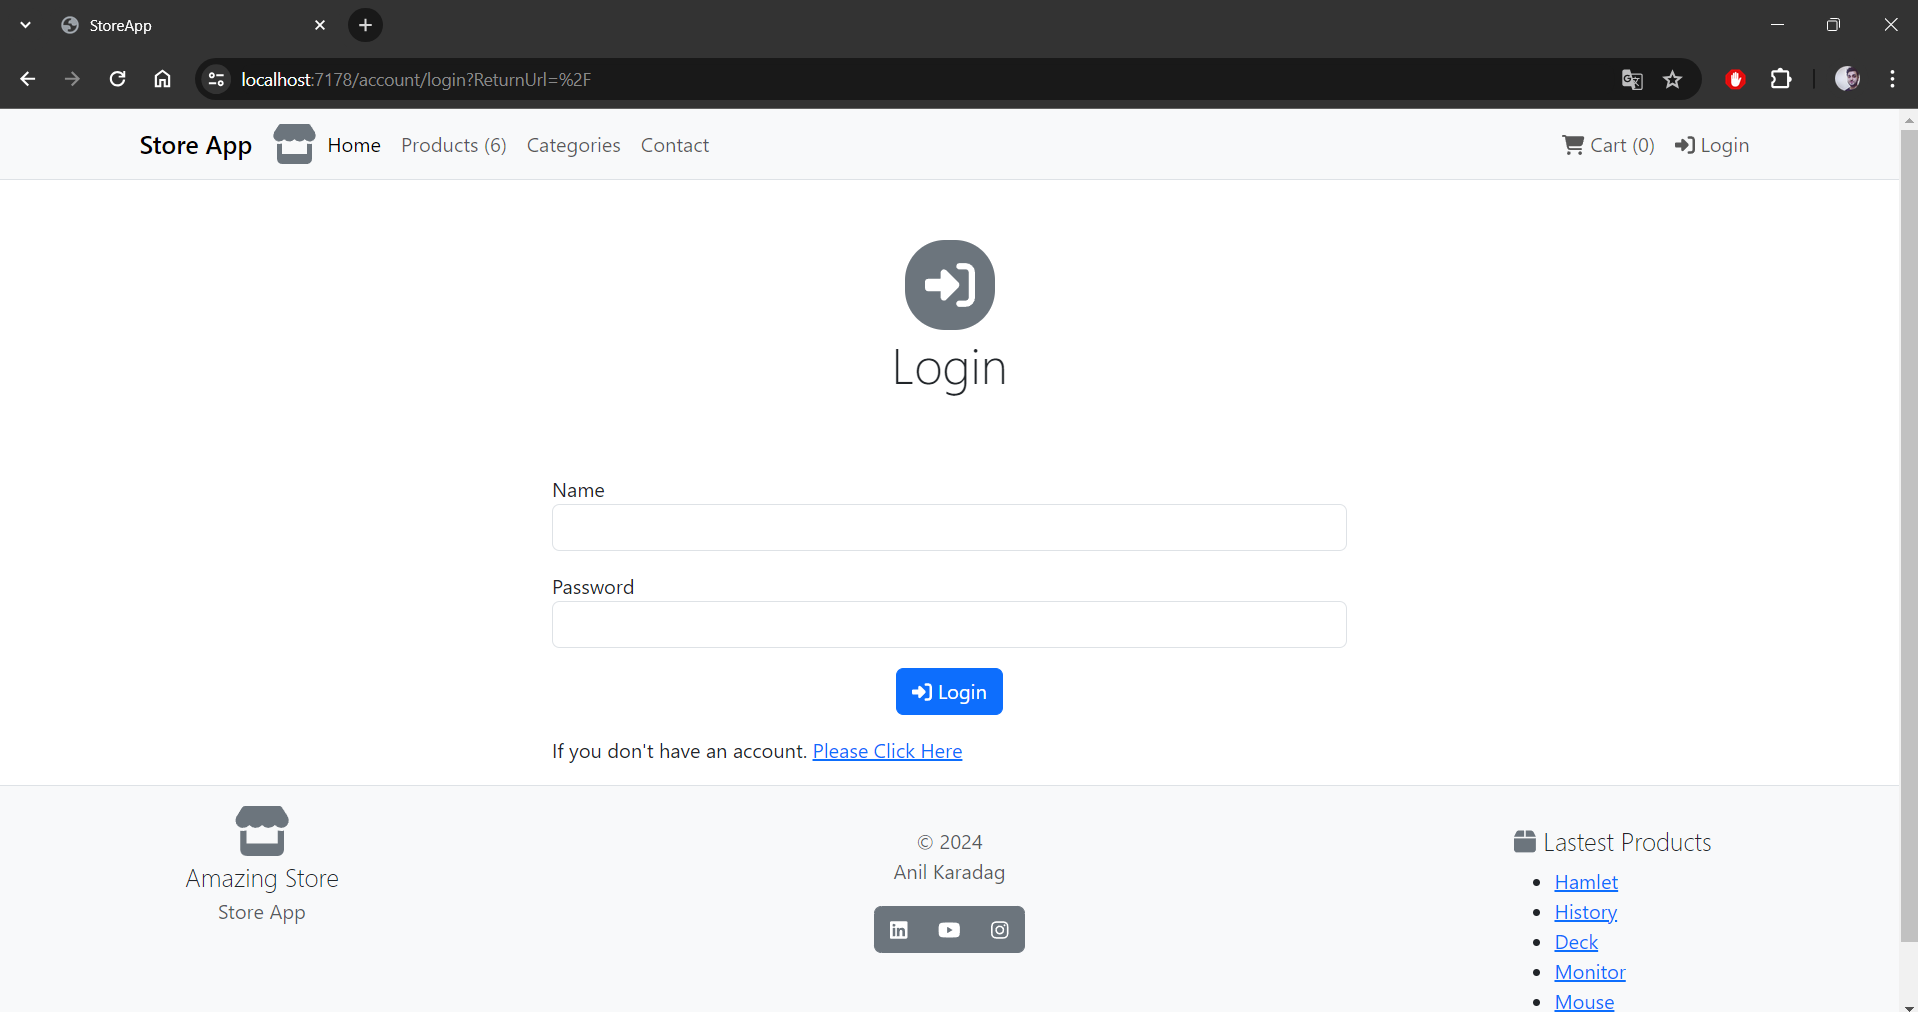 StoreApp
localhost:7178/account/login?ReturnUrl=%2F
Store App Home Products (6) Categories Contact Cart (0) Login
Login
Name
Password
Login
If you don't have an account. Please Click Here
Amazing Store
Store App
© 2024
Anil Karadag
Lastest Products
Hamlet
History
Deck
Monitor
Mouse